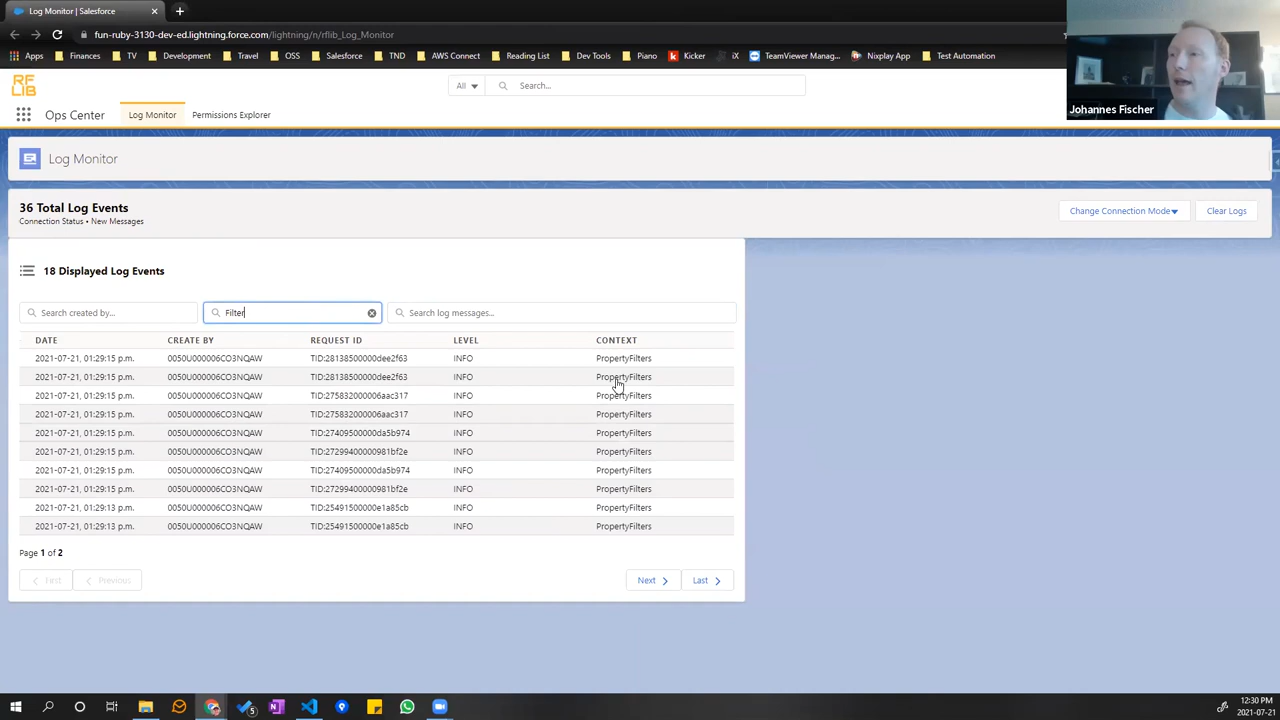 Log Monitor | Salesforce
fun-ruby-3130-dev-ed.lightning.force.com/lightning/n/rflib_Log_Monitor
Apps Finances TV Development Travel OSS Salesforce TND AWS Connect Reading List Dev Tools Piano Kicker iX TeamViewer Manag... Nixplay App Test Automation
Johannes Fischer
RF
LIB
All Search...
Ops Center Log Monitor Permissions Explorer
Log Monitor
36 Total Log Events
Connection Status • New Messages
Change Connection Mode Clear Logs
18 Displayed Log Events
Search created by... Filter Search log messages...
DATE CREATE BY REQUEST ID LEVEL CONTEXT
2021-07-21, 01:29:15 p.m. 0050U000006CO3NQAW TID:28138500000dee2f63 INFO PropertyFilters
2021-07-21, 01:29:15 p.m. 0050U000006CO3NQAW TID:28138500000dee2f63 INFO PropertyFilters
2021-07-21, 01:29:15 p.m. 0050U000006CO3NQAW TID:275832000006aac317 INFO PropertyFilters
2021-07-21, 01:29:15 p.m. 0050U000006CO3NQAW TID:275832000006aac317 INFO PropertyFilters
2021-07-21, 01:29:15 p.m. 0050U000006CO3NQAW TID:27409500000da5b974 INFO PropertyFilters
2021-07-21, 01:29:15 p.m. 0050U000006CO3NQAW TID:27299400000981bf2e INFO PropertyFilters
2021-07-21, 01:29:15 p.m. 0050U000006CO3NQAW TID:27409500000da5b974 INFO PropertyFilters
2021-07-21, 01:29:15 p.m. 0050U000006CO3NQAW TID:27299400000981bf2e INFO PropertyFilters
2021-07-21, 01:29:13 p.m. 0050U000006CO3NQAW TID:25491500000e1a85cb INFO PropertyFilters
2021-07-21, 01:29:13 p.m. 0050U000006CO3NQAW TID:25491500000e1a85cb INFO PropertyFilters
Page 1 of 2
First Previous Next Last
12:30 PM
2021-07-21